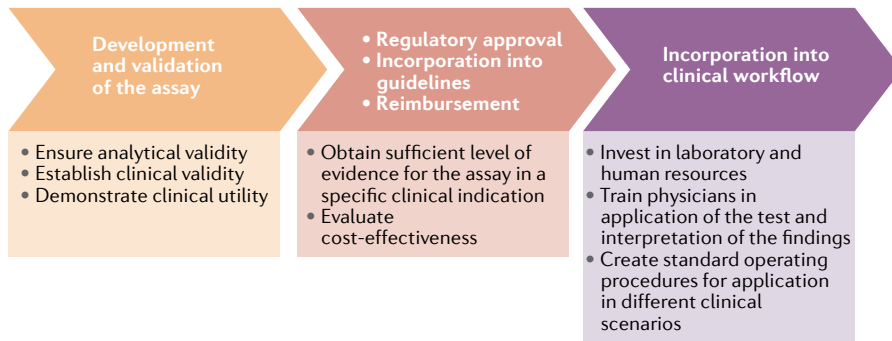 Development
and validation
of the assay
• Ensure analytical validity
• Establish clinical validity
• Demonstrate clinical utility
• Regulatory approval
• Incorporation into
guidelines
• Reimbursement
• Obtain sufficient level of
evidence for the assay in a
specific clinical indication
• Evaluate
cost-effectiveness
Incorporation into
clinical workflow
• Invest in laboratory and
human resources
• Train physicians in
application of the test and
interpretation of the findings
• Create standard operating
procedures for application
in different clinical
scenarios